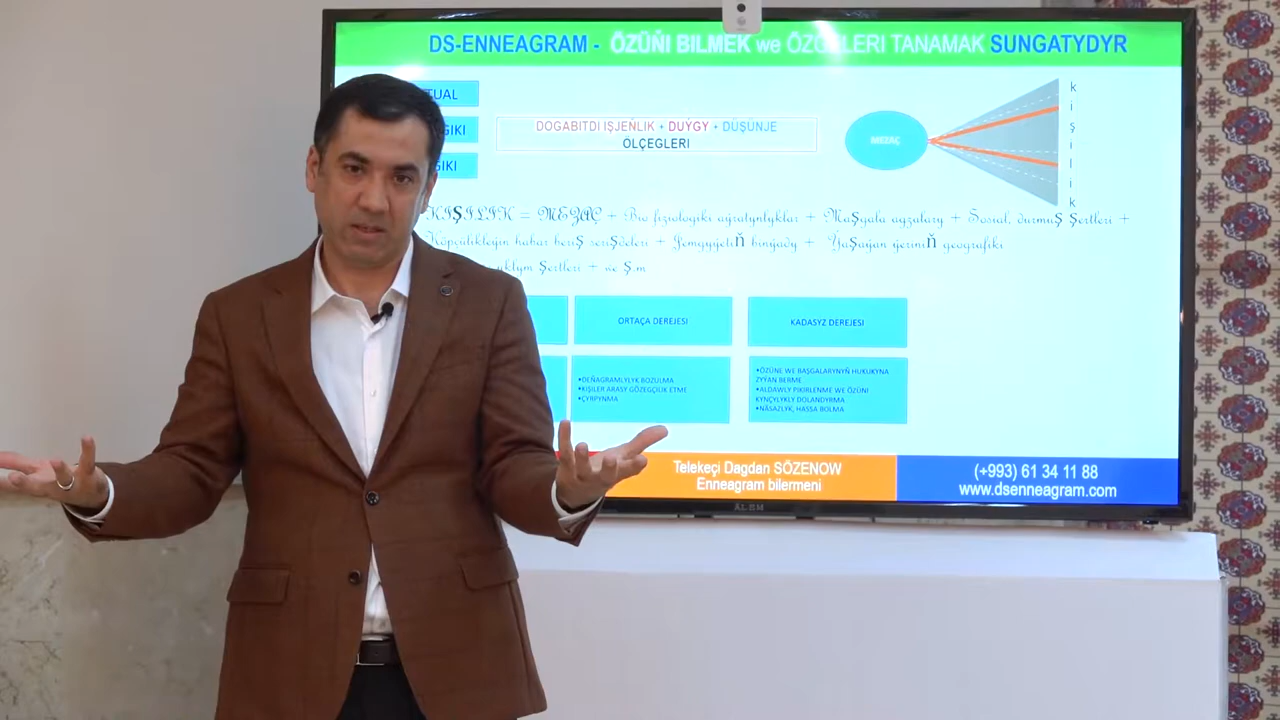 DS-ENNEAGRAM - ÖZÜŇI BILMEK we ÖZGELERI TANAMAK SUNGATYDYR
TUAL
GIKI
GIKI
DOGABITDI IŞJEŇLIK + DUÝGY + DÜŞÜNJE
ÖLÇEGLERI
MEZAÇ
k
i
ş
i
l
i
k
KIŞILIK = MEZAÇ + Bio fiziologiki aýratynlyklar + Maşgala agzalary + Sosial, durmuş şertleri +
Köpçülikleýin habar beriş serişdeleri + Jemgyýetiň binýady + Ýaşaýan ýeriniň geografiki
uklym şertleri + we ş.m
ORTAÇA DEREJESI
KADASYZ DEREJESI
•DEŇAGRAMLYLYK BOZULMA
•KIŞILER ARASY GÖZEGÇILIK ETME
•ÇYRPYNMA
•ÖZÜNE WE BAŞGALARYNYŇ HUKUKYNA
ZYÝAN BERME
•ALDAWLY PIKIRLENME WE ÖZÜNI
KYNÇYLYKLY DOLANDYRMA
•NÄSAZLYK, HASSA BOLMA
Telekeçi Dagdan SÖZENOW
Enneagram bilermeni
(+993) 61 34 11 88
www.dsenneagram.com